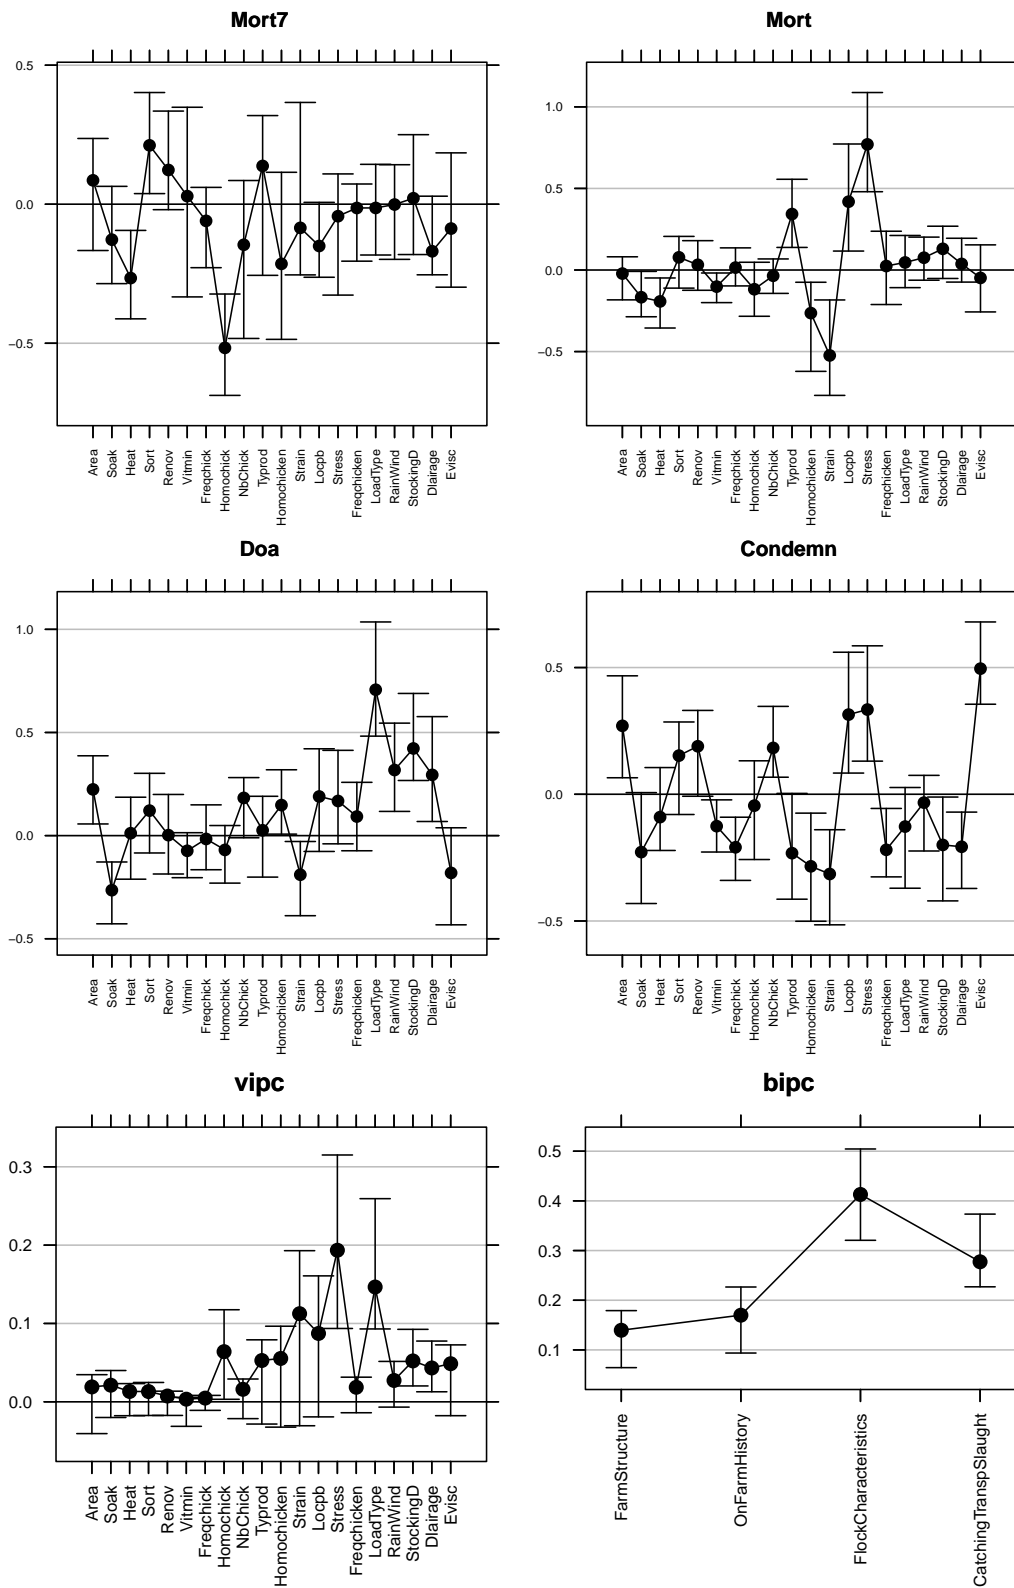 Mort7
0.5
0.0
−0.5
Area
Soak
Heat
Sort
Renov
Vitmin
Freqchick
Homochick
NbChick
Typrod
Homochicken
Strain
Locpb
Stress
Freqchicken
LoadType
RainWind
StockingD
Dlairage
Evisc
Mort
1.0
0.5
0.0
−0.5
Area
Soak
Heat
Sort
Renov
Vitmin
Freqchick
Homochick
NbChick
Typrod
Homochicken
Strain
Locpb
Stress
Freqchicken
LoadType
RainWind
StockingD
Dlairage
Evisc
Doa
1.0
0.5
0.0
−0.5
Area
Soak
Heat
Sort
Renov
Vitmin
Freqchick
Homochick
NbChick
Typrod
Homochicken
Strain
Locpb
Stress
Freqchicken
LoadType
RainWind
StockingD
Dlairage
Evisc
Condemn
0.5
0.0
−0.5
Area
Soak
Heat
Sort
Renov
Vitmin
Freqchick
Homochick
NbChick
Typrod
Homochicken
Strain
Locpb
Stress
Freqchicken
LoadType
RainWind
StockingD
Dlairage
Evisc
vipc
0.3
0.2
0.1
0.0
Area
Soak
Heat
Sort
Renov
Vitmin
Freqchick
Homochick
NbChick
Typrod
Homochicken
Strain
Locpb
Stress
Freqchicken
LoadType
RainWind
StockingD
Dlairage
Evisc
bipc
0.5
0.4
0.3
0.2
0.1
FarmStructure
OnFarmHistory
FlockCharacteristics
CatchingTranspSlaught